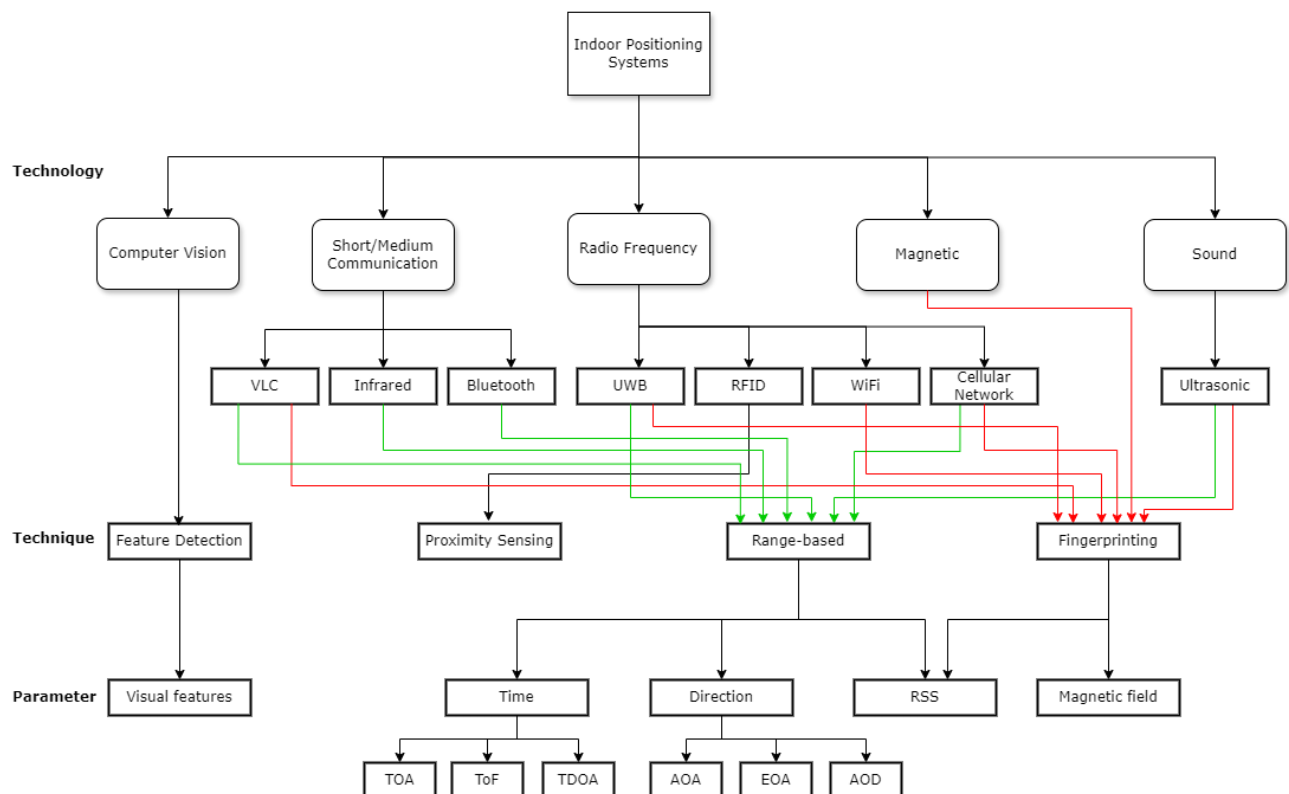 Indoor Positioning
Systems
Technology
Computer Vision
Short/Medium
Communication
Radio Frequency
Magnetic
Sound
VLC
Infrared
Bluetooth
UWB
RFID
WiFi
Cellular
Network
Ultrasonic
Technique
Feature Detection
Proximity Sensing
Range-based
Fingerprinting
Parameter
Visual features
Time
Direction
RSS
Magnetic field
TOA
ToF
TDOA
AOA
EOA
AOD